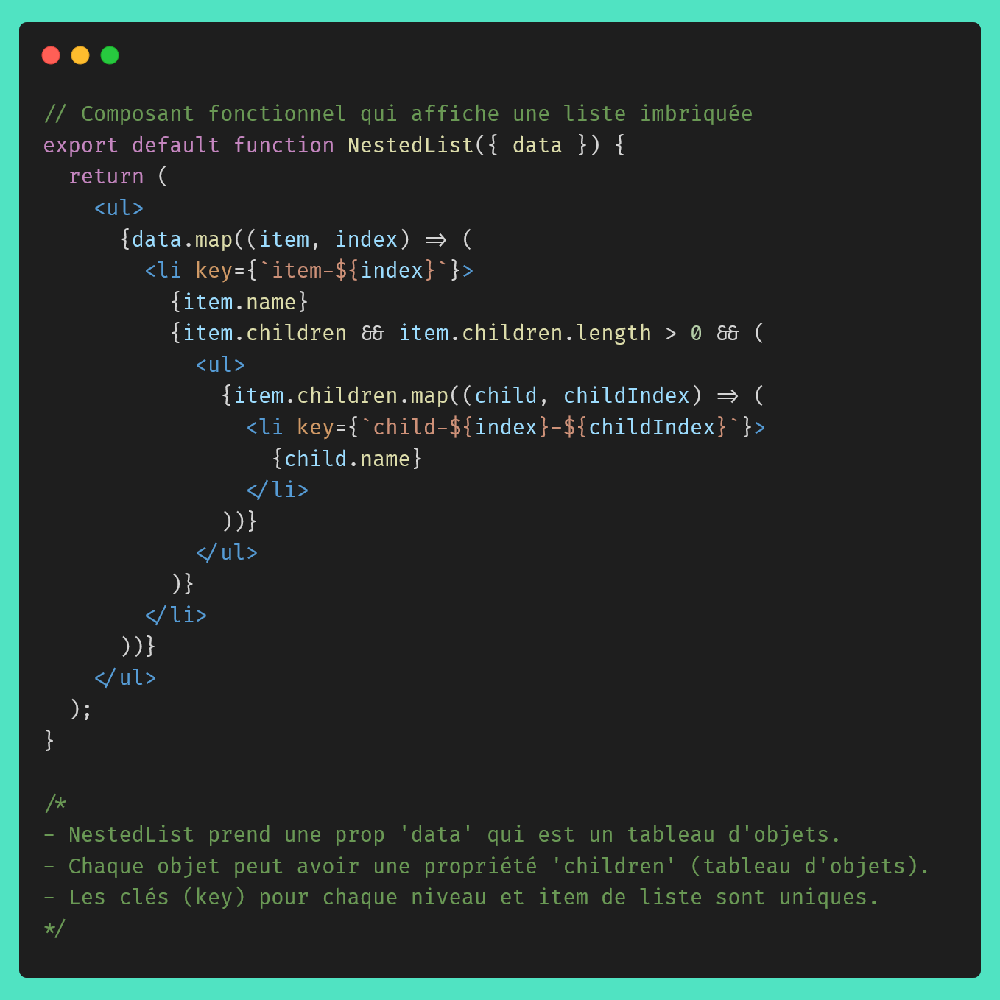 // Composant fonctionnel qui affiche une liste imbriquée
export default function NestedList({ data }) {
  return (
    <ul>
      {data.map((item, index) => (
        <li key={`item-${index}`}>
          {item.name}
          {item.children && item.children.length > 0 && (
            <ul>
              {item.children.map((child, childIndex) => (
                <li key={`child-${index}-${childIndex}`}>
                  {child.name}
                </li>
              ))}
            </ul>
          )}
        </li>
      ))}
    </ul>
  );
}
/*
- NestedList prend une prop 'data' qui est un tableau d'objets.
- Chaque objet peut avoir une propriété 'children' (tableau d'objets).
- Les clés (key) pour chaque niveau et item de liste sont uniques.
*/